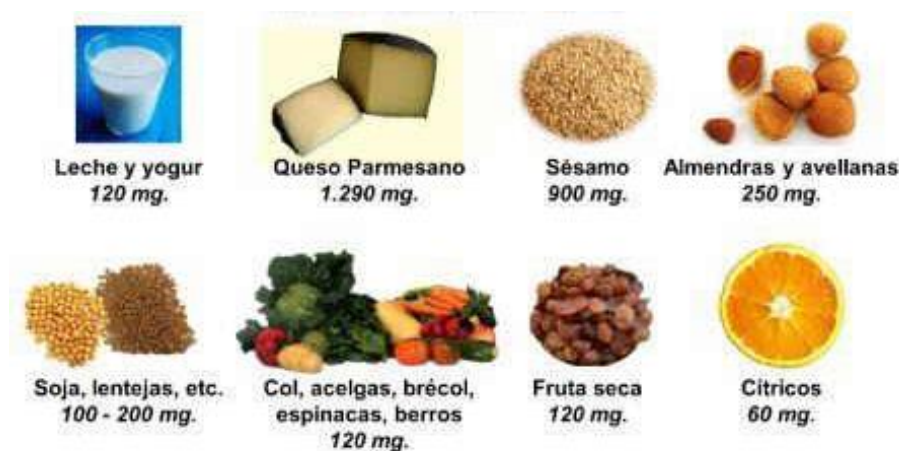 Leche y yogur
120 mg.
Queso Parmesano
1.290 mg.
Sésamo
900 mg.
Almendras y avellanas
250 mg.
Soja, lentejas, etc.
100 - 200 mg.
Col, acelgas, brécol,
espinacas, berros
120 mg.
Fruta seca
120 mg.
Cítricos
60 mg.